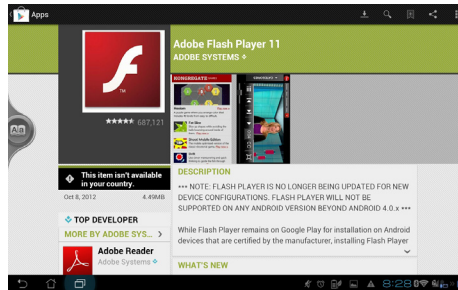 Apps
Adobe Flash Player 11
ADOBE SYSTEMS
TM
687,121
KONGREGATE
Aa
This item isn't available
in your country.
Oct 8, 2012 4.49MB
TOP DEVELOPER
MORE BY ADOBE SYS...
Adobe Reader
Adobe Systems
DESCRIPTION
••• NOTE: FLASH PLAYER IS NO LONGER BEING UPDATED FOR NEW
DEVICE CONFIGURATIONS. FLASH PLAYER WILL NOT BE
SUPPORTED ON ANY ANDROID VERSION BEYOND ANDROID 4.0.x •••
While Flash Player remains on Google Play for installation on Android
devices that are certified by the manufacturer, installing Flash Player
WHAT'S NEW
8:28